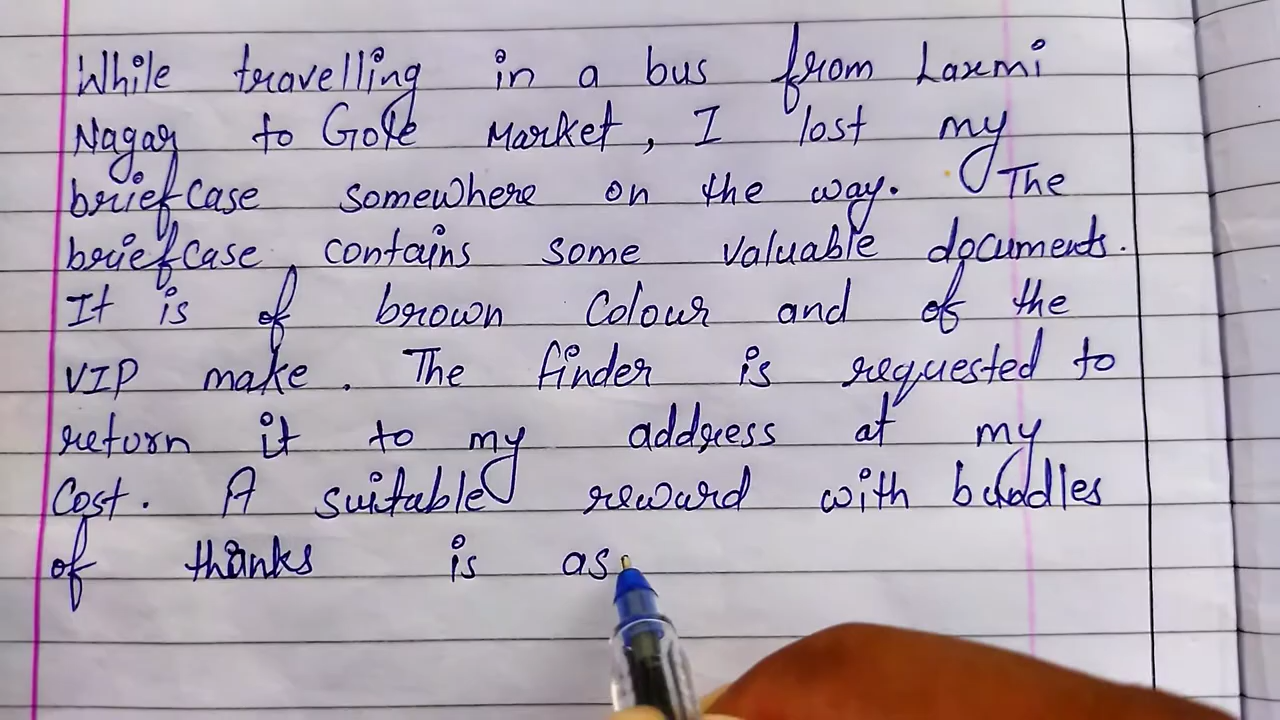 While travelling in a bus from Laxmi
Nagar to Gole Market, I lost my
briefcase somewhere on the way. The
briefcase contains some valuable documents.
It is of brown Colour and of the
VIP make. The finder is requested to
return it to my address at my
Cost. A suitable reward with buddles
of thanks is as